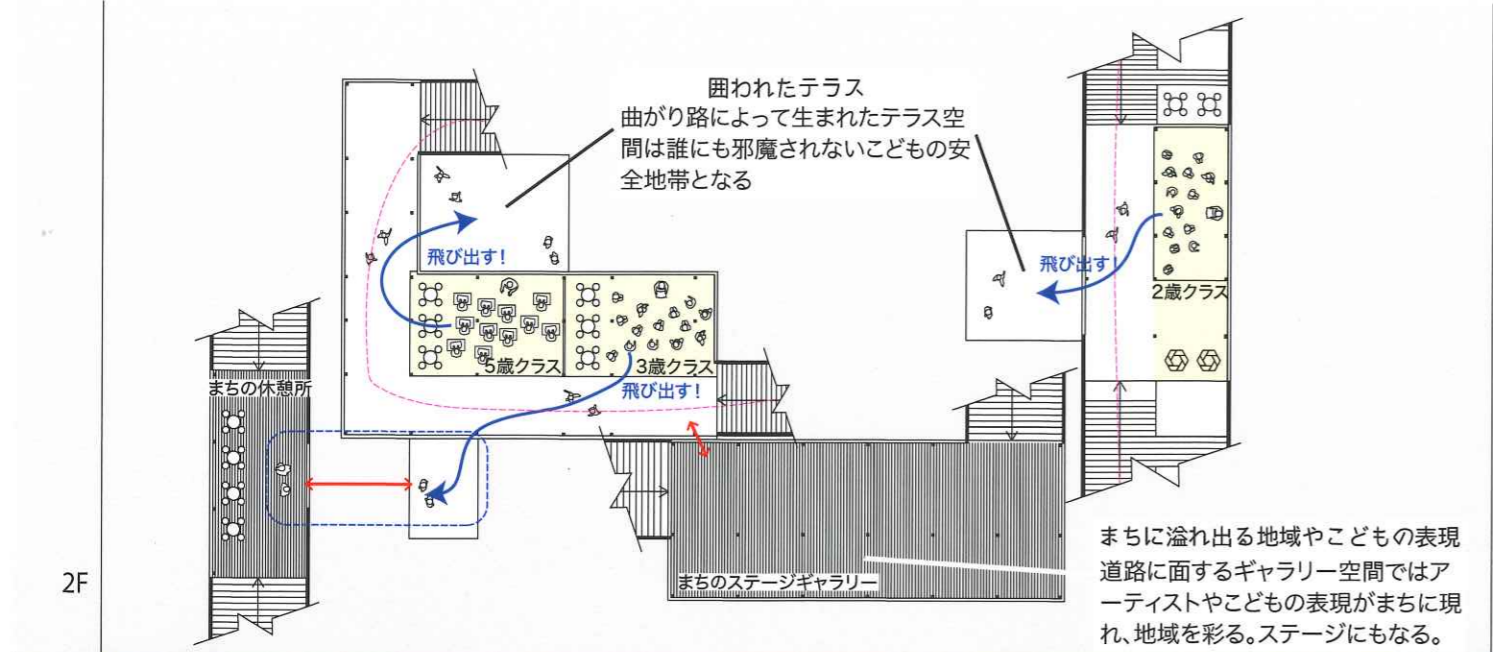 囲われたテラス
曲がり路によって生まれたテラス空
間は誰にも邪魔されないこどもの安
全地帯となる
飛び出す!
飛び出す!
2歳クラス
5歳クラス
3歳クラス
飛び出す!
まちの休憩所
2F
まちのステージギャラリー
まちに溢れ出る地域やこどもの表現
道路に面するギャラリー空間ではア
ーティストやこどもの表現がまちに現
れ、地域を彩る。ステージにもなる。